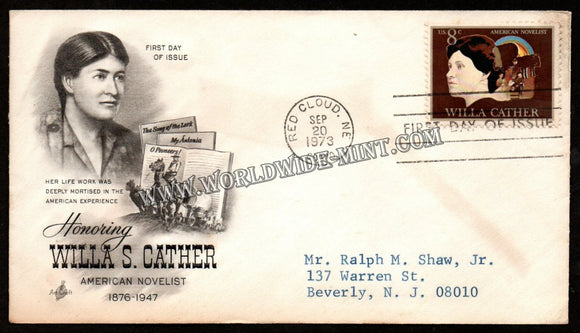 FIRST DAY
OF ISSUE
U.S. 8c AMERICAN NOVELIST
WILLA CATHER
RED CLOUD, NE
SEP
20
1973
FIRST DAY OF ISSUE
The Song of the Lark
My Antonia
O Pioneers!
WWW.WORLDWIDE-MINT.COM
HER LIFE WORK WAS
DEEPLY MORTISED IN THE
AMERICAN EXPERIENCE
Honoring
WILLA S. CATHER
AMERICAN NOVELIST
1876-1947
ArtCraft
Mr. Ralph M. Shaw, Jr.
137 Warren St.
Beverly, N. J. 08010